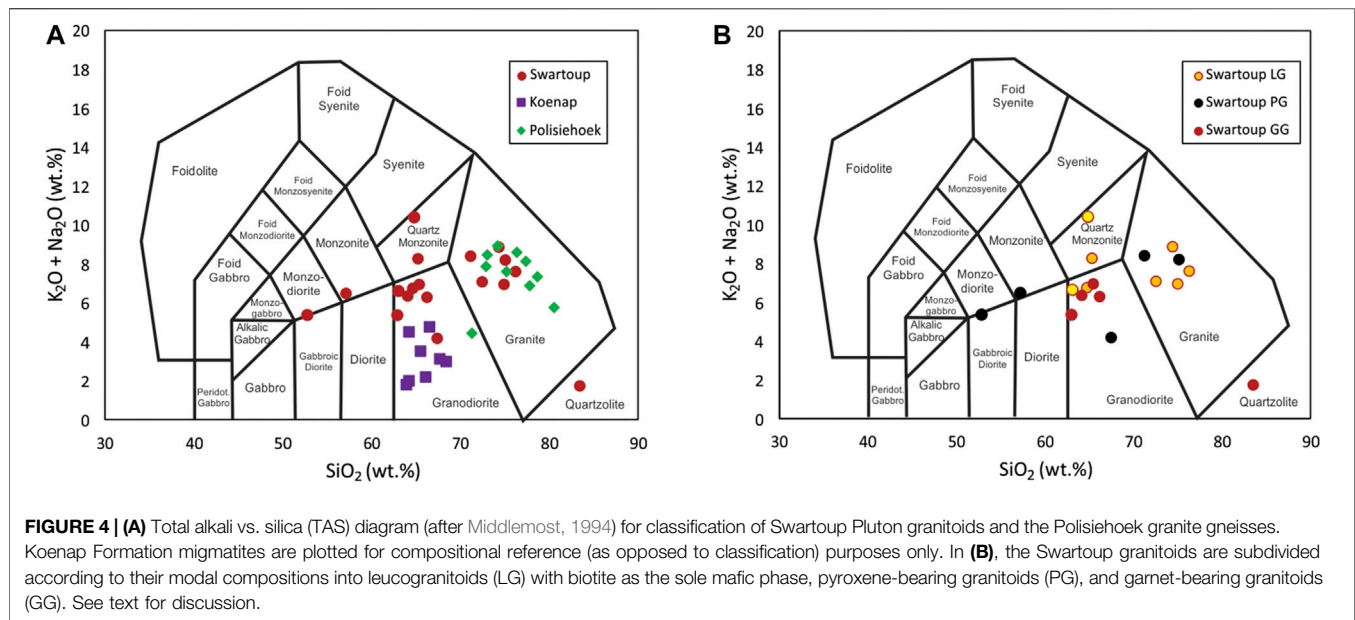 A
20
18
16
14
12
10
8
6
4
2
0
K₂O + Na₂O (wt.%)
30
40
50
60
70
80
90
SiO₂ (wt.%)
Swartoup
Koenap
Polisiehoek
Foid
Syenite
Foidolite
Syenite
Foid
Monzosyenite
Foid
Monzodiorite
Monzonite
Quartz
Monzonite
Foid
Gabbro
Monzo-
diorite
Monzo-
gabbro
Alkalic
Gabbro
Gabbroic
Diorite
Diorite
Granite
Peridot.
Gabbro
Gabbro
Granodiorite
Quartzolite
B
20
18
16
14
12
10
8
6
4
2
0
K₂O + Na₂O (wt.%)
30
40
50
60
70
80
90
SiO₂ (wt.%)
Swartoup LG
Swartoup PG
Swartoup GG
Foid
Syenite
Foidolite
Syenite
Foid
Monzosyenite
Foid
Monzodiorite
Monzonite
Quartz
Monzonite
Foid
Gabbro
Monzo-
diorite
Monzo-
gabbro
Alkalic
Gabbro
Gabbroic
Diorite
Diorite
Granite
Peridot.
Gabbro
Gabbro
Granodiorite
Quartzolite
FIGURE 4 | (A) Total alkali vs. silica (TAS) diagram (after Middlemost, 1994) for classification of Swartoup Pluton granitoids and the Polisiehoek granite gneisses.
Koenap Formation migmatites are plotted for compositional reference (as opposed to classification) purposes only. In (B), the Swartoup granitoids are subdivided
according to their modal compositions into leucogranitoids (LG) with biotite as the sole mafic phase, pyroxene-bearing granitoids (PG), and garnet-bearing granitoids
(GG). See text for discussion.